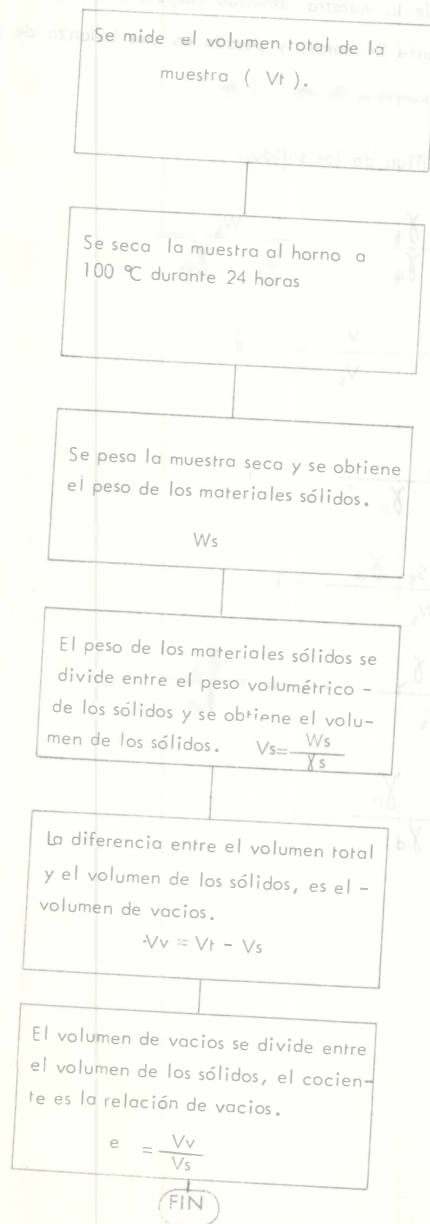 Se mide el volumen total de la
muestra ( Vt ).
Se seca la muestra al horno a
100 ℃ durante 24 horas
Se pesa la muestra seca y se obtiene
el peso de los materiales sólidos.
Ws
El peso de los materiales sólidos se
divide entre el peso volumétrico -
de los sólidos y se obtiene el volu-
men de los sólidos. Vs= Ws / γs
La diferencia entre el volumen total
y el volumen de los sólidos, es el -
volumen de vacios.
Vv = Vt - Vs
El volumen de vacios se divide entre
el volumen de los sólidos, el cocien-
te es la relación de vacios.
e = Vv / Vs
FIN